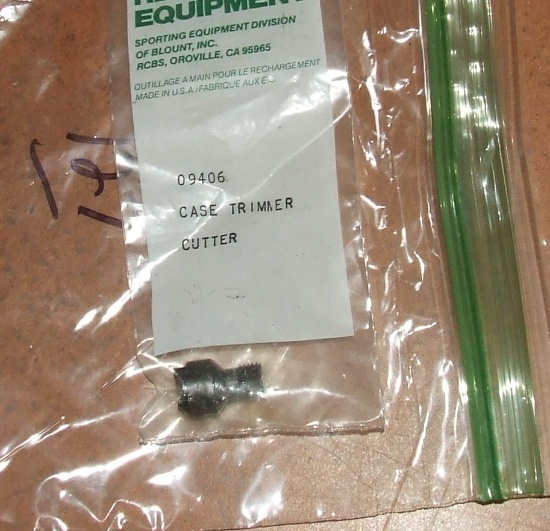 EQUIPMENT
SPORTING EQUIPMENT DIVISION
OF BLOUNT, INC.
RCBS, OROVILLE, CA 95965
OUTILLAGE A MAIN POUR LE RECHARGEMENT
MADE IN U.S.A./FABRIQUE AUX E.
09406
CASE TRIMMER
CUTTER